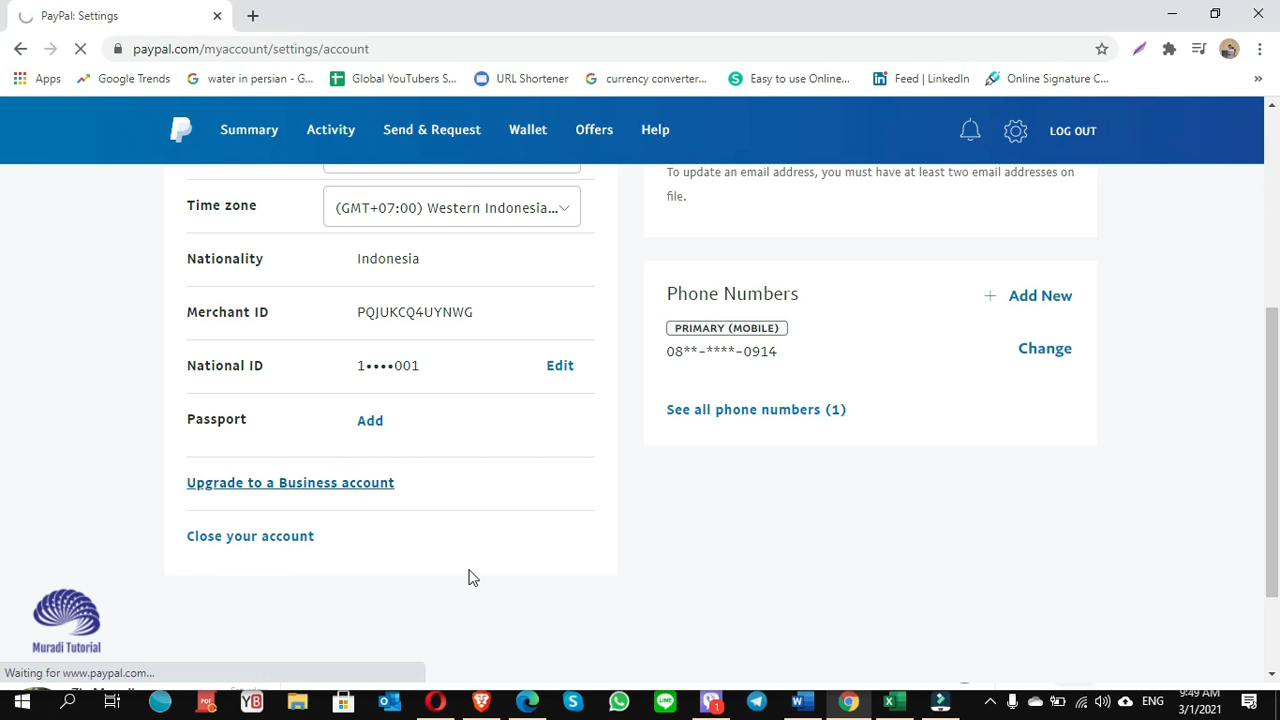 PayPal: Settings
paypal.com/myaccount/settings/account
Apps
Google Trends
water in persian - G...
Global YouTubers S...
URL Shortener
currency converter...
Easy to use Online...
Feed | LinkedIn
Online Signature C...
»
Summary
Activity
Send & Request
Wallet
Offers
Help
LOG OUT
Time zone
(GMT+07:00) Western Indonesia...
Nationality
Indonesia
Merchant ID
PQJUKCQ4UYNWG
National ID
1••••001
Edit
Passport
Add
Upgrade to a Business account
Close your account
To update an email address, you must have at least two email addresses on
file.
Phone Numbers
+ Add New
PRIMARY (MOBILE)
08**-****-0914
Change
See all phone numbers (1)
Muradi Tutorial
Waiting for www.paypal.com...
ENG
9:49 AM
3/1/2021